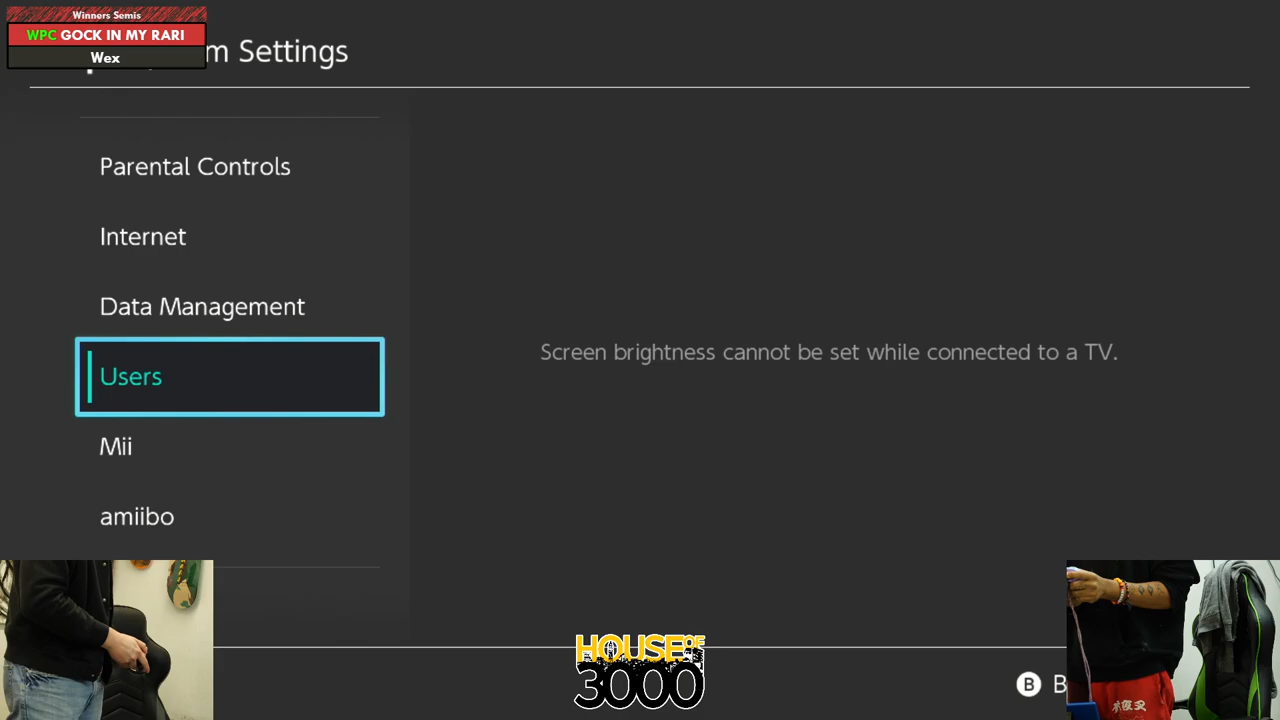 Winners Semis
WPC GOCK IN MY RARI
Wex
m Settings
Parental Controls
Internet
Data Management
Users
Mii
amiibo
Screen brightness cannot be set while connected to a TV.
HOUSE OF
3000
B B